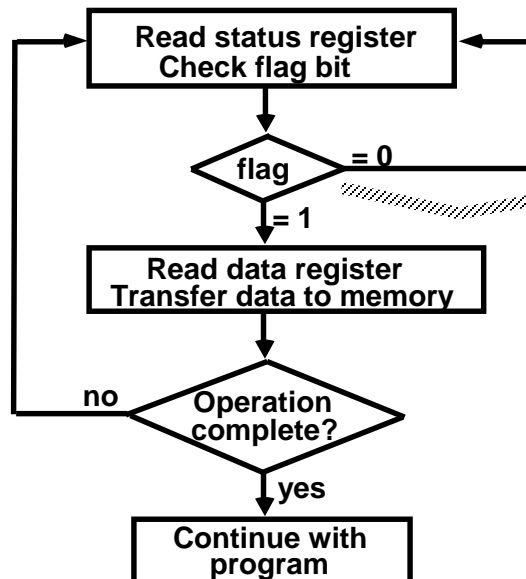 Read status register
Check flag bit
flag
= 0
= 1
Read data register
Transfer data to memory
no
Operation
complete?
yes
Continue with
program